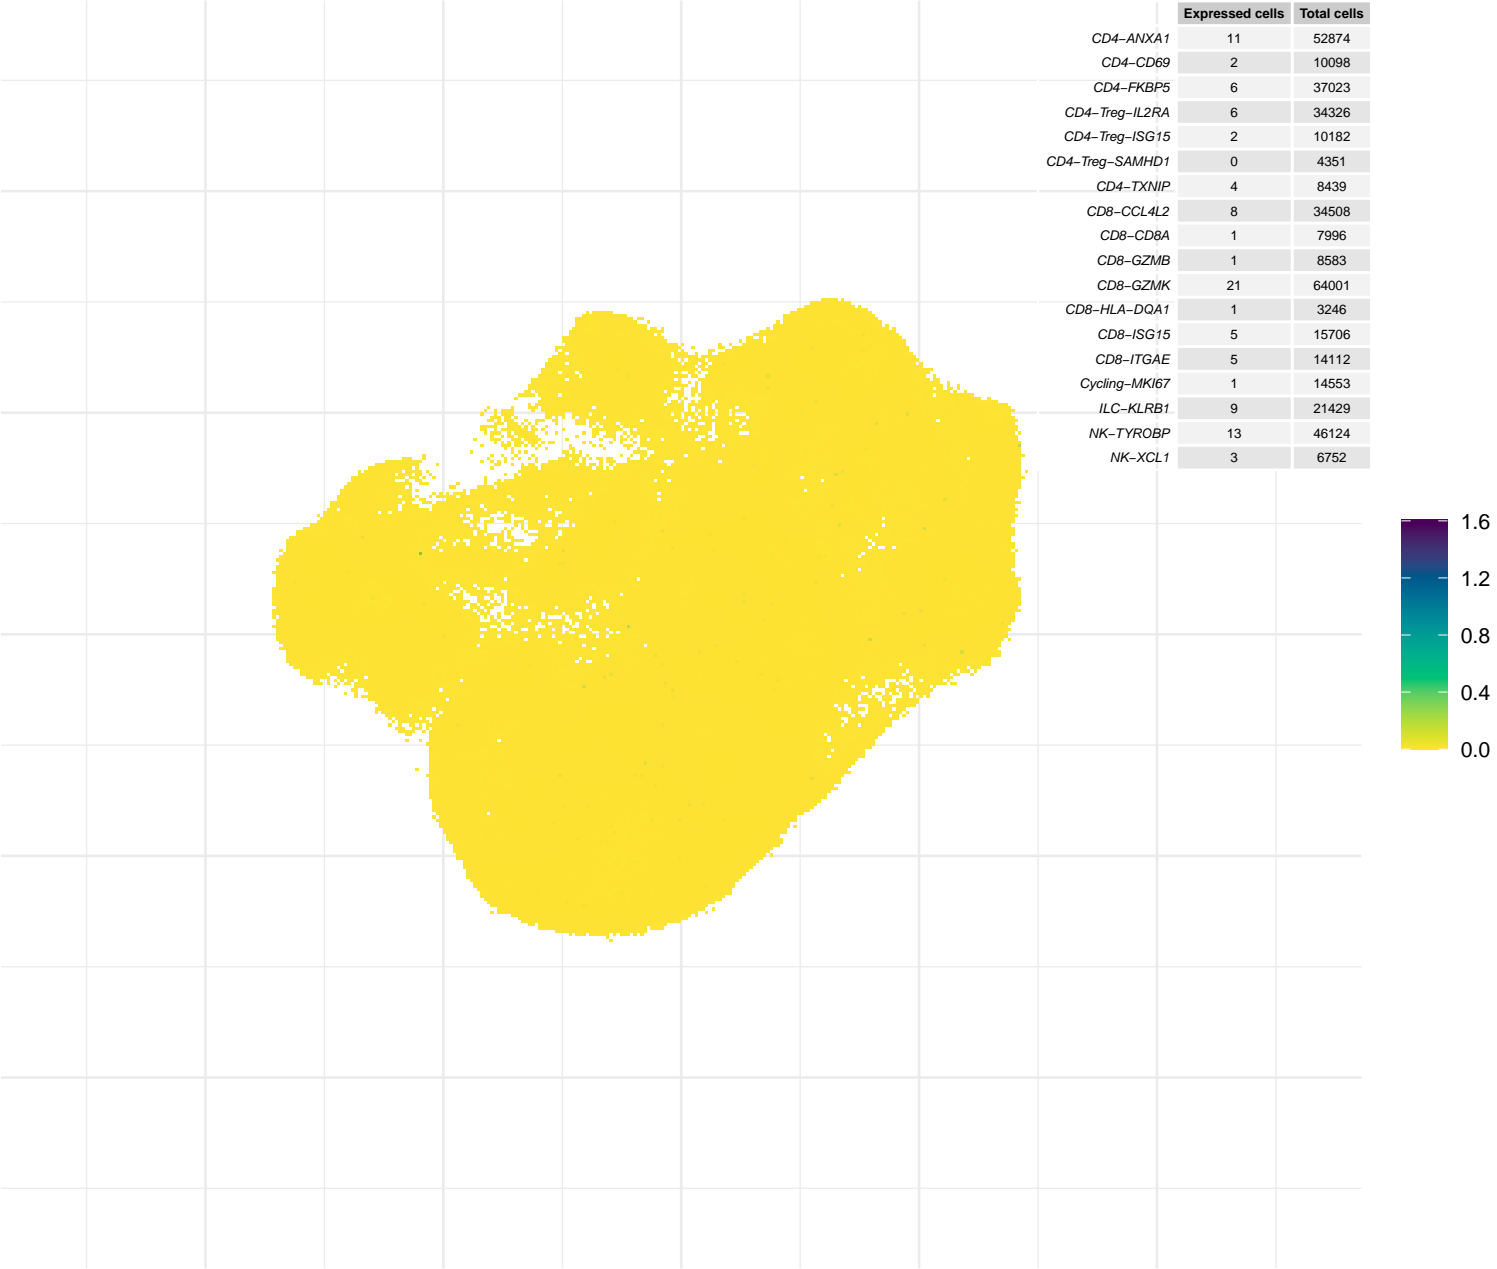 Expressed cells Total cells
CD4−ANXA1 11 52874
CD4−CD69 2 10098
CD4−FKBP5 6 37023
CD4−Treg−IL2RA 6 34326
CD4−Treg−ISG15 2 10182
CD4−Treg−SAMHD1 0 4351
CD4−TXNIP 4 8439
CD8−CCL4L2 8 34508
CD8−CD8A 1 7996
CD8−GZMB 1 8583
CD8−GZMK 21 64001
CD8−HLA−DQA1 1 3246
CD8−ISG15 5 15706
CD8−ITGAE 5 14112
Cycling−MKI67 1 14553
ILC−KLRB1 9 21429
NK−TYROBP 13 46124
NK−XCL1 3 6752
1.6
1.2
0.8
0.4
0.0